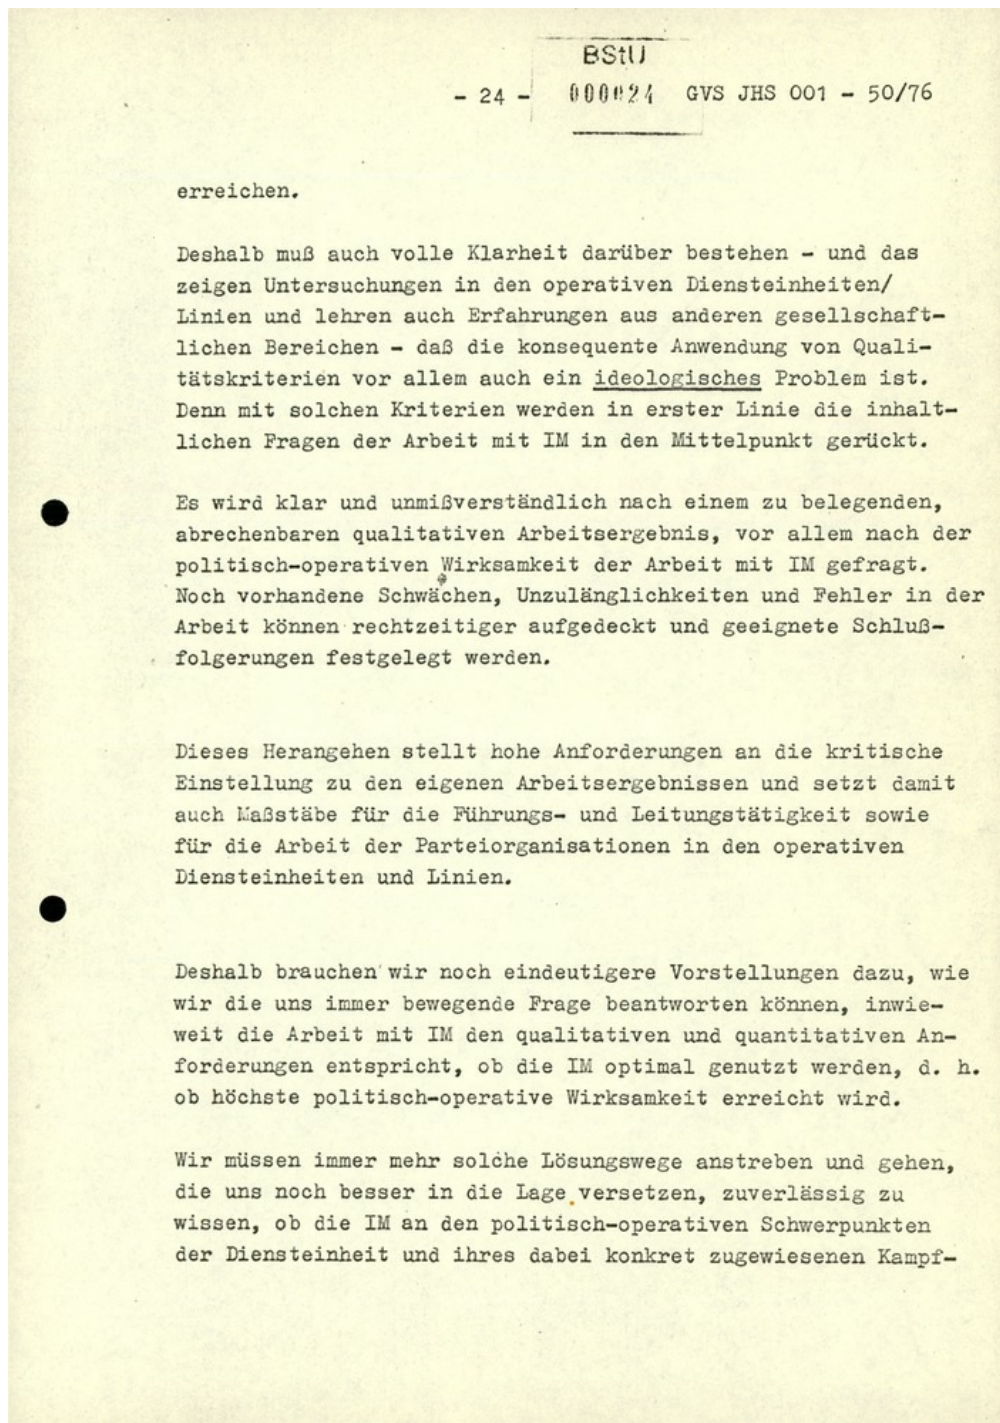 BStU
- 24 - 000024 GVS JHS 001 - 50/76
erreichen.
Deshalb muß auch volle Klarheit darüber bestehen - und das
zeigen Untersuchungen in den operativen Diensteinheiten/
Linien und lehren auch Erfahrungen aus anderen gesellschaft-
lichen Bereichen - daß die konsequente Anwendung von Quali-
tätskriterien vor allem auch ein ideologisches Problem ist.
Denn mit solchen Kriterien werden in erster Linie die inhalt-
lichen Fragen der Arbeit mit IM in den Mittelpunkt gerückt.
Es wird klar und unmißverständlich nach einem zu belegenden,
abrechenbaren qualitativen Arbeitsergebnis, vor allem nach der
politisch-operativen Wirksamkeit der Arbeit mit IM gefragt.
Noch vorhandene Schwächen, Unzulänglichkeiten und Fehler in der
Arbeit können rechtzeitiger aufgedeckt und geeignete Schluß-
folgerungen festgelegt werden.
Dieses Herangehen stellt hohe Anforderungen an die kritische
Einstellung zu den eigenen Arbeitsergebnissen und setzt damit
auch Maßstäbe für die Führungs- und Leitungstätigkeit sowie
für die Arbeit der Parteiorganisationen in den operativen
Diensteinheiten und Linien.
Deshalb brauchen wir noch eindeutigere Vorstellungen dazu, wie
wir die uns immer bewegende Frage beantworten können, inwie-
weit die Arbeit mit IM den qualitativen und quantitativen An-
forderungen entspricht, ob die IM optimal genutzt werden, d. h.
ob höchste politisch-operative Wirksamkeit erreicht wird.
Wir müssen immer mehr solche Lösungswege anstreben und gehen,
die uns noch besser in die Lage versetzen, zuverlässig zu
wissen, ob die IM an den politisch-operativen Schwerpunkten
der Diensteinheit und ihres dabei konkret zugewiesenen Kampf-